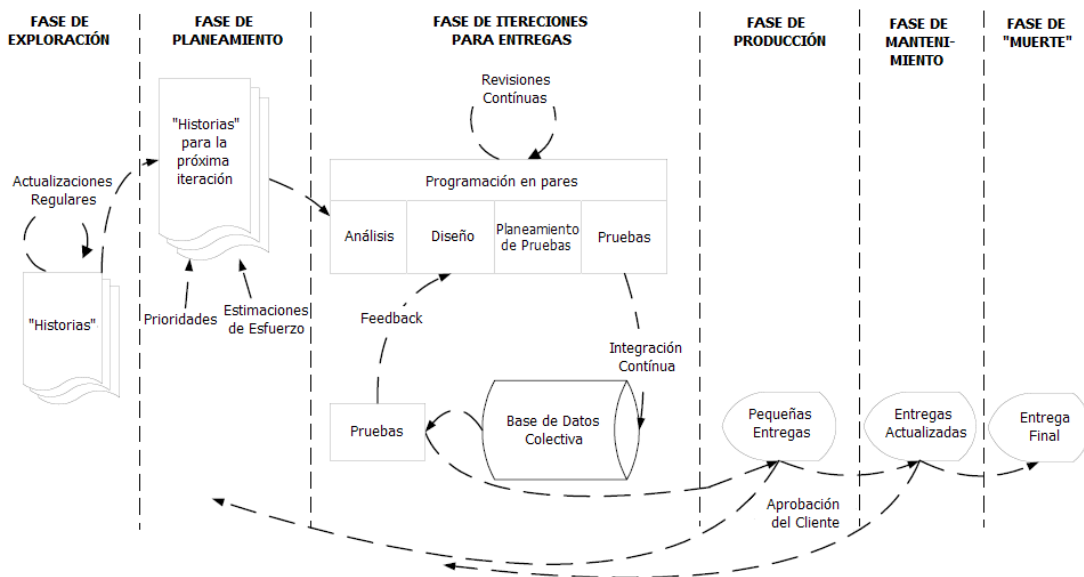 FASE DE
EXPLORACIÓN
FASE DE
PLANEAMIENTO
FASE DE ITERECIONES
PARA ENTREGAS
FASE DE
PRODUCCIÓN
FASE DE
MANTENI-
MIENTO
FASE DE
"MUERTE"
Actualizaciones
Regulares
"Historias"
"Historias"
para la
próxima
iteración
Prioridades
Estimaciones
de Esfuerzo
Revisiones
Contínuas
Programación en pares
Análisis
Diseño
Planeamiento
de Pruebas
Pruebas
Feedback
Integración
Contínua
Pruebas
Base de Datos
Colectiva
Pequeñas
Entregas
Entregas
Actualizadas
Entrega
Final
Aprobación
del Cliente